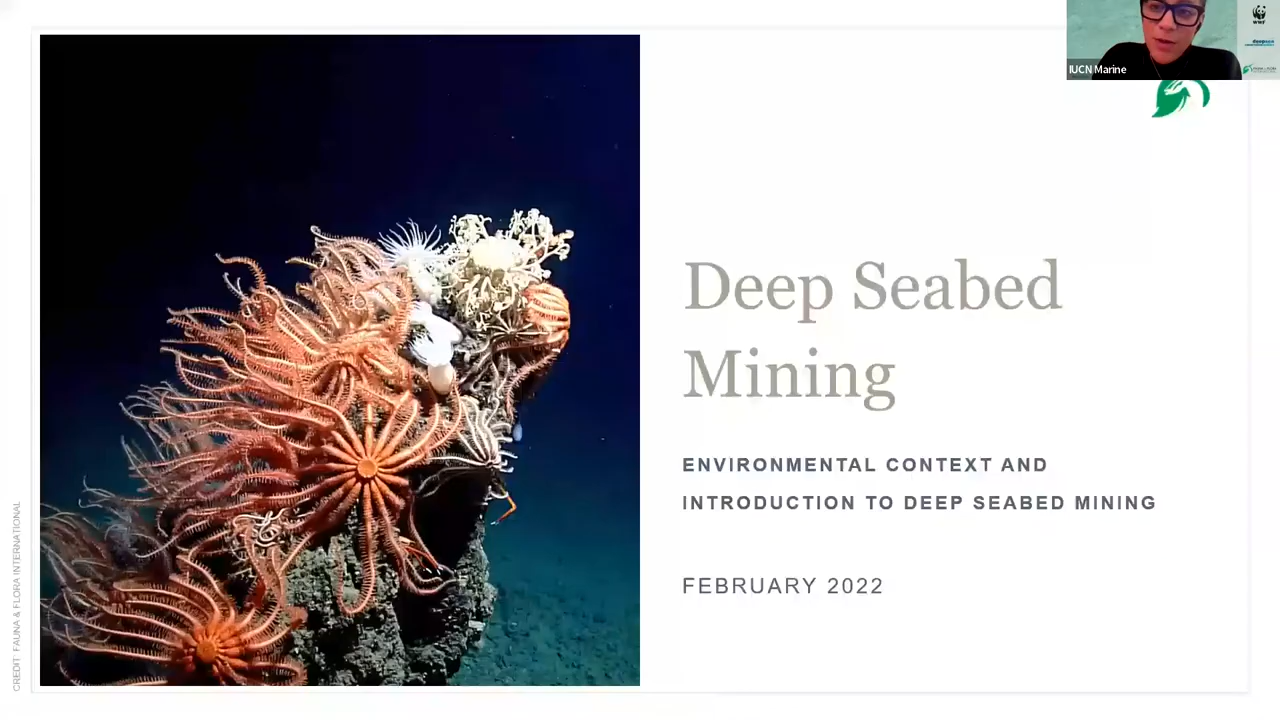 IUCN Marine
WWF
Deep Seabed
Mining
ENVIRONMENTAL CONTEXT AND
INTRODUCTION TO DEEP SEABED MINING
FEBRUARY 2022
CREDIT: FAUNA & FLORA INTERNATIONAL